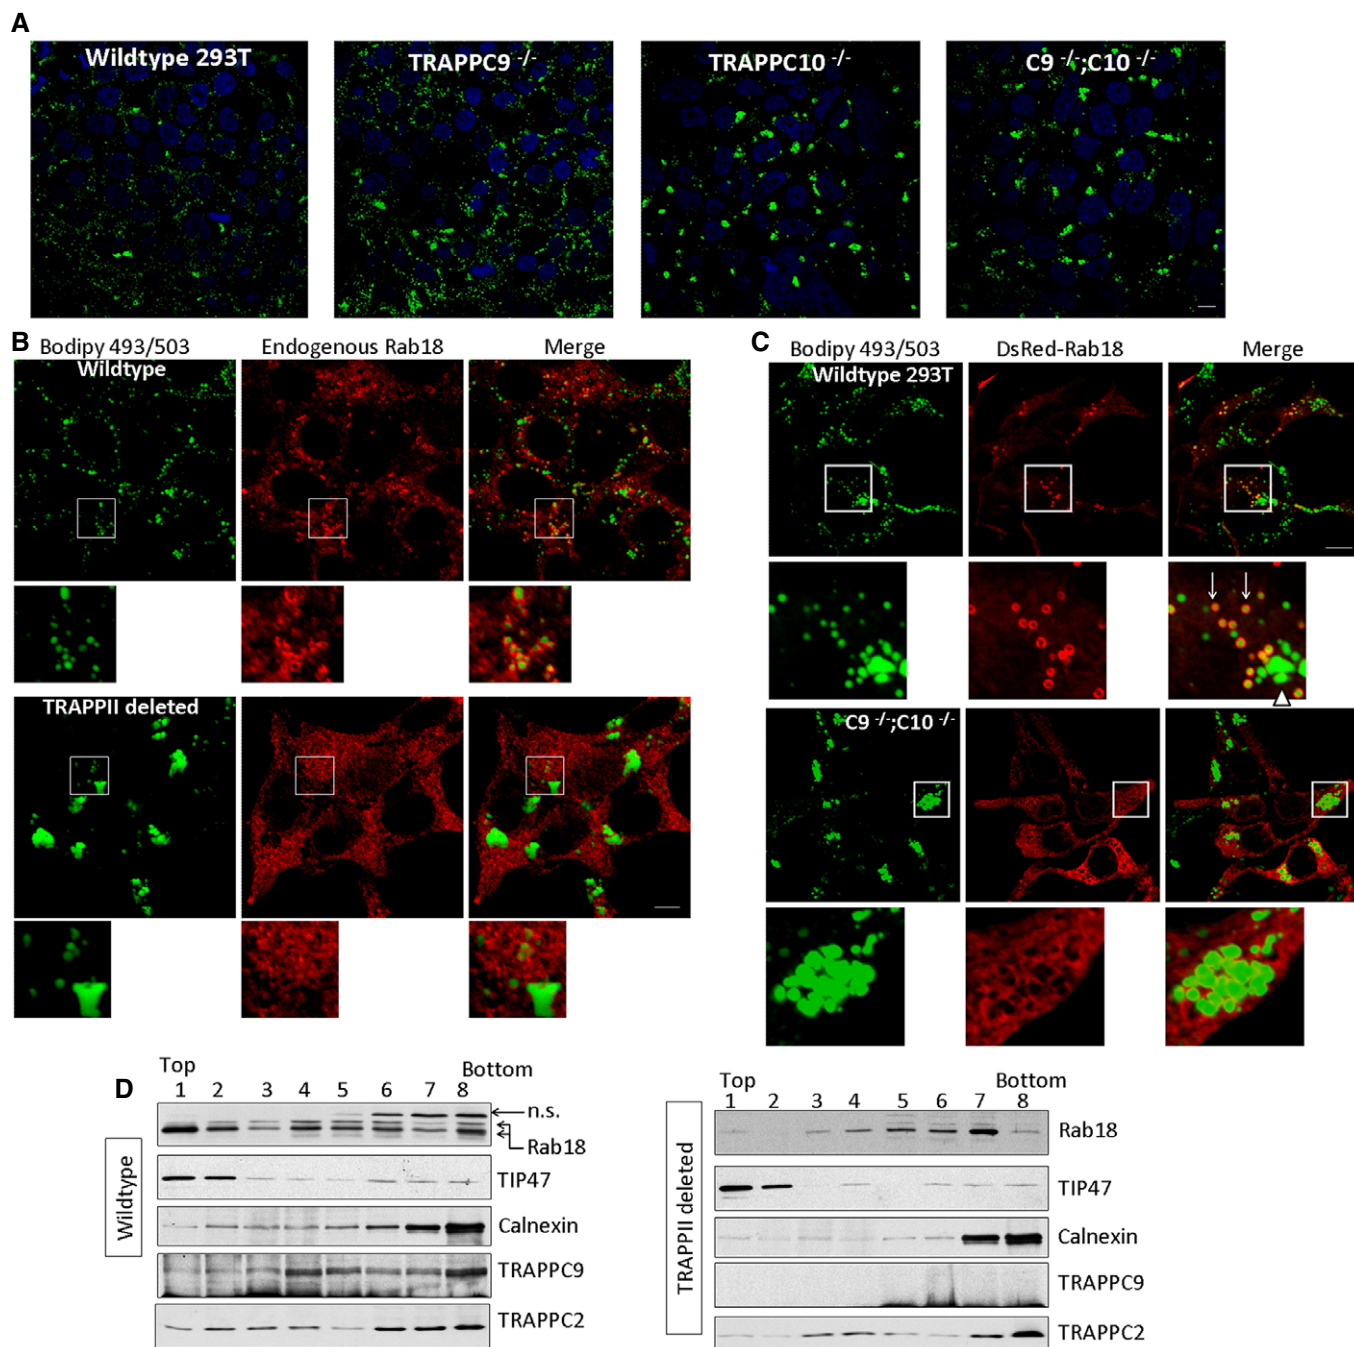 A
Wildtype 293T
TRAPPC9 -/-
TRAPPC10 -/-
C9 -/-;C10 -/-
B
Bodipy 493/503
Endogenous Rab18
Merge
Wildtype
TRAPPII deleted
C
Bodipy 493/503
DsRed-Rab18
Merge
Wildtype 293T
C9 -/-;C10 -/-
D
Top
Bottom
1 2 3 4 5 6 7 8
n.s.
Rab18
TIP47
Calnexin
TRAPPC9
TRAPPC2
Wildtype
Top
Bottom
1 2 3 4 5 6 7 8
Rab18
TIP47
Calnexin
TRAPPC9
TRAPPC2
TRAPPII deleted